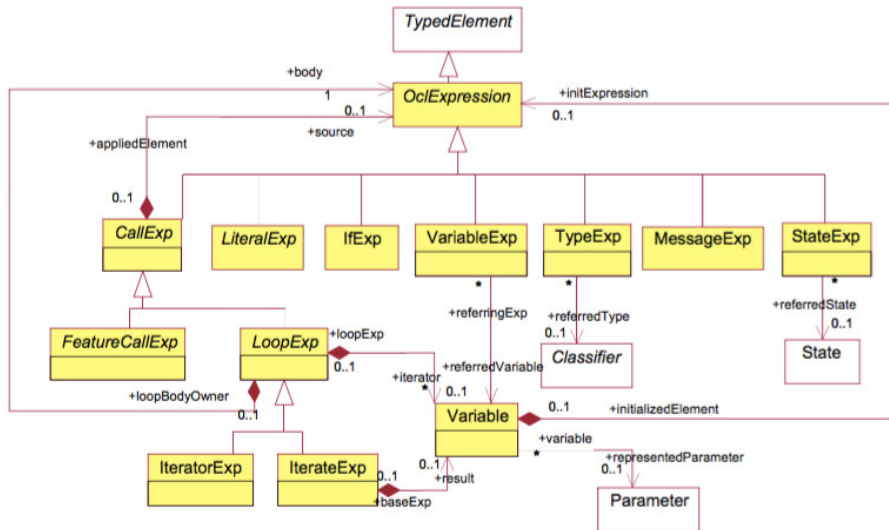 TypedElement
+body
1
OclExpression
+initExpression
0..1
0..1
+source
+appliedElement
0..1
CallExp
LiteralExp
IfExp
VariableExp
TypeExp
MessageExp
StateExp
*
*
*
+referringExp
+referredType
+referredState
0..1
0..1
FeatureCallExp
LoopExp
+loopExp
0..1
Classifier
State
+referredVariable
+iterator
*
0..1
+loopBodyOwner
0..1
Variable
0..1
+initializedElement
+variable
*
+representedParameter
0..1
IteratorExp
IterateExp
0..1
0..1
+result
+baseExp
Parameter